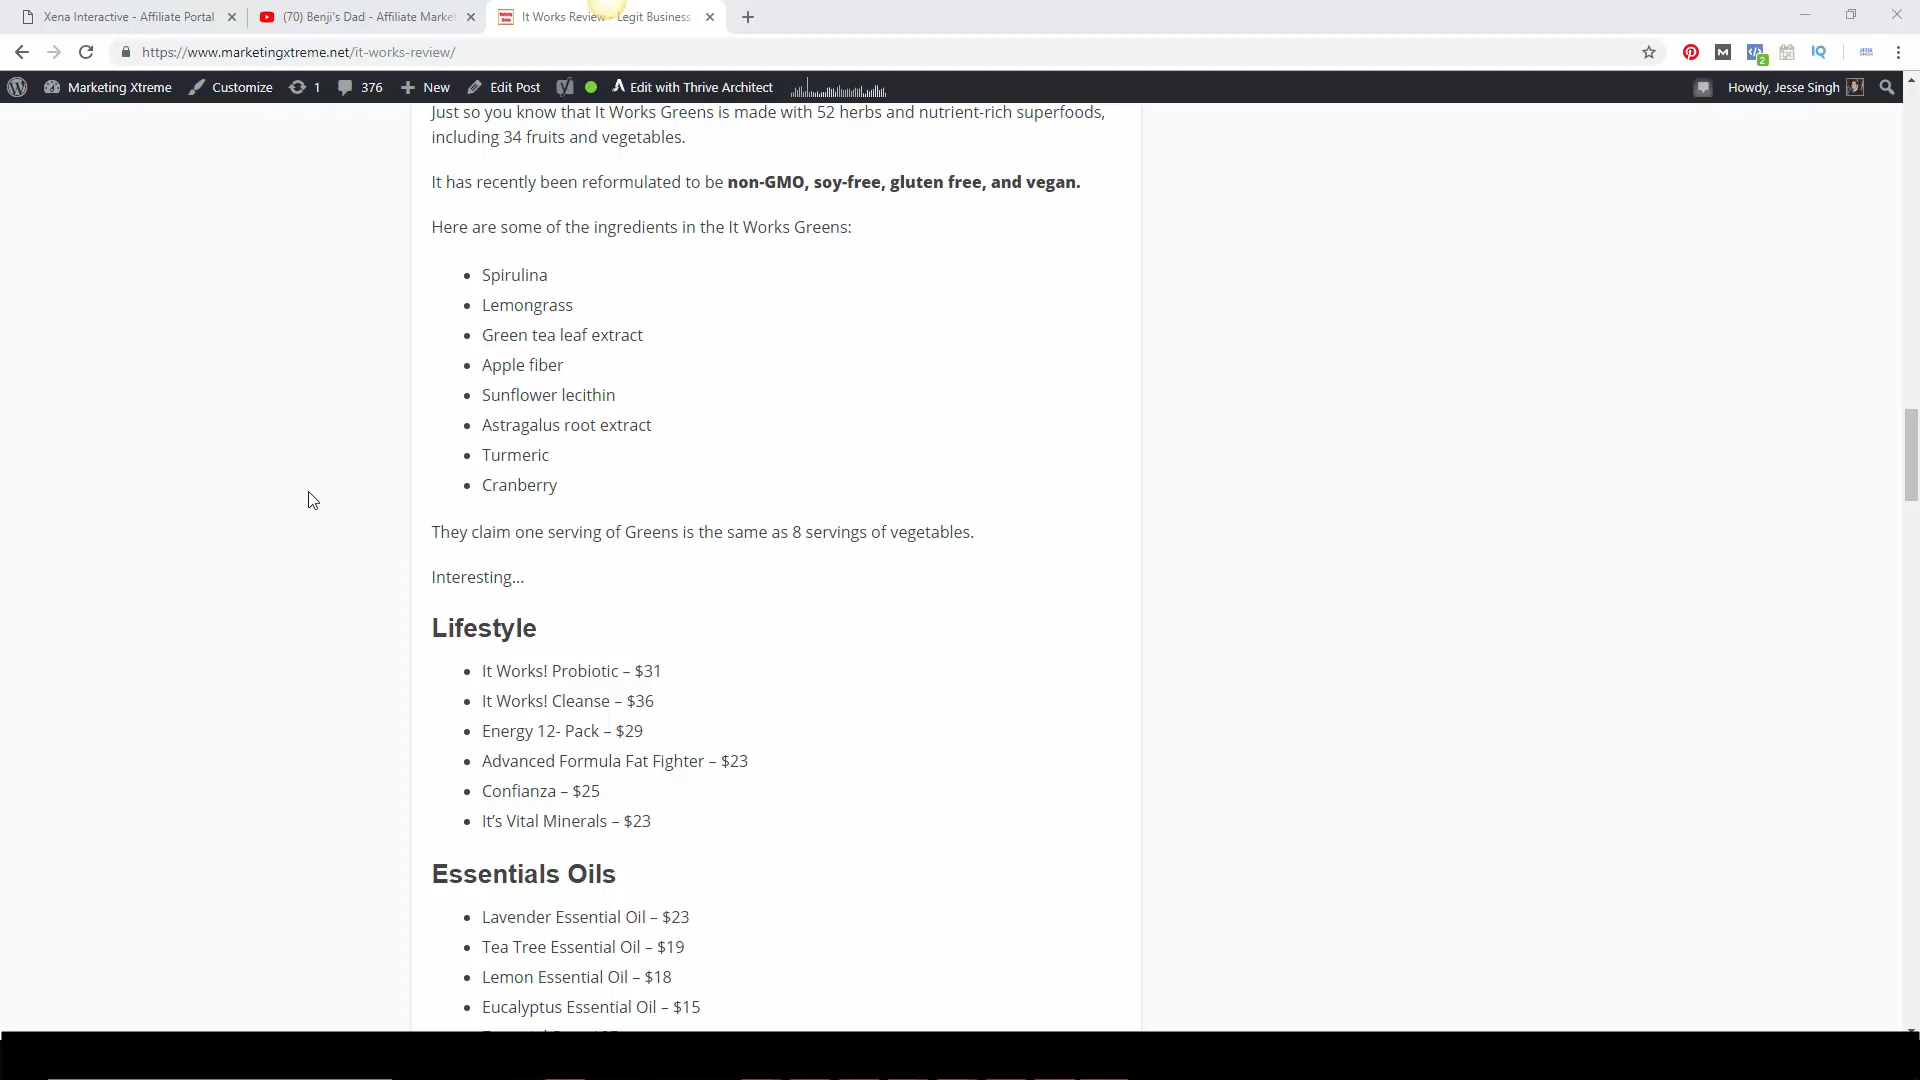 Xena Interactive - Affiliate Portal
(70) Benji's Dad - Affiliate Marke
It Works Review - Legit Business
https://www.marketingxtreme.net/it-works-review/
M
2
IQ
Marketing Xtreme
Customize
1
376
New
Edit Post
Edit with Thrive Architect
Howdy, Jesse Singh
Just so you know that It Works Greens is made with 52 herbs and nutrient-rich superfoods,
including 34 fruits and vegetables.
It has recently been reformulated to be non-GMO, soy-free, gluten free, and vegan.
Here are some of the ingredients in the It Works Greens:
• Spirulina
• Lemongrass
• Green tea leaf extract
• Apple fiber
• Sunflower lecithin
• Astragalus root extract
• Turmeric
• Cranberry
They claim one serving of Greens is the same as 8 servings of vegetables.
Interesting...
Lifestyle
• It Works! Probiotic – $31
• It Works! Cleanse – $36
• Energy 12- Pack – $29
• Advanced Formula Fat Fighter – $23
• Confianza – $25
• It’s Vital Minerals – $23
Essentials Oils
• Lavender Essential Oil – $23
• Tea Tree Essential Oil – $19
• Lemon Essential Oil – $18
• Eucalyptus Essential Oil – $15